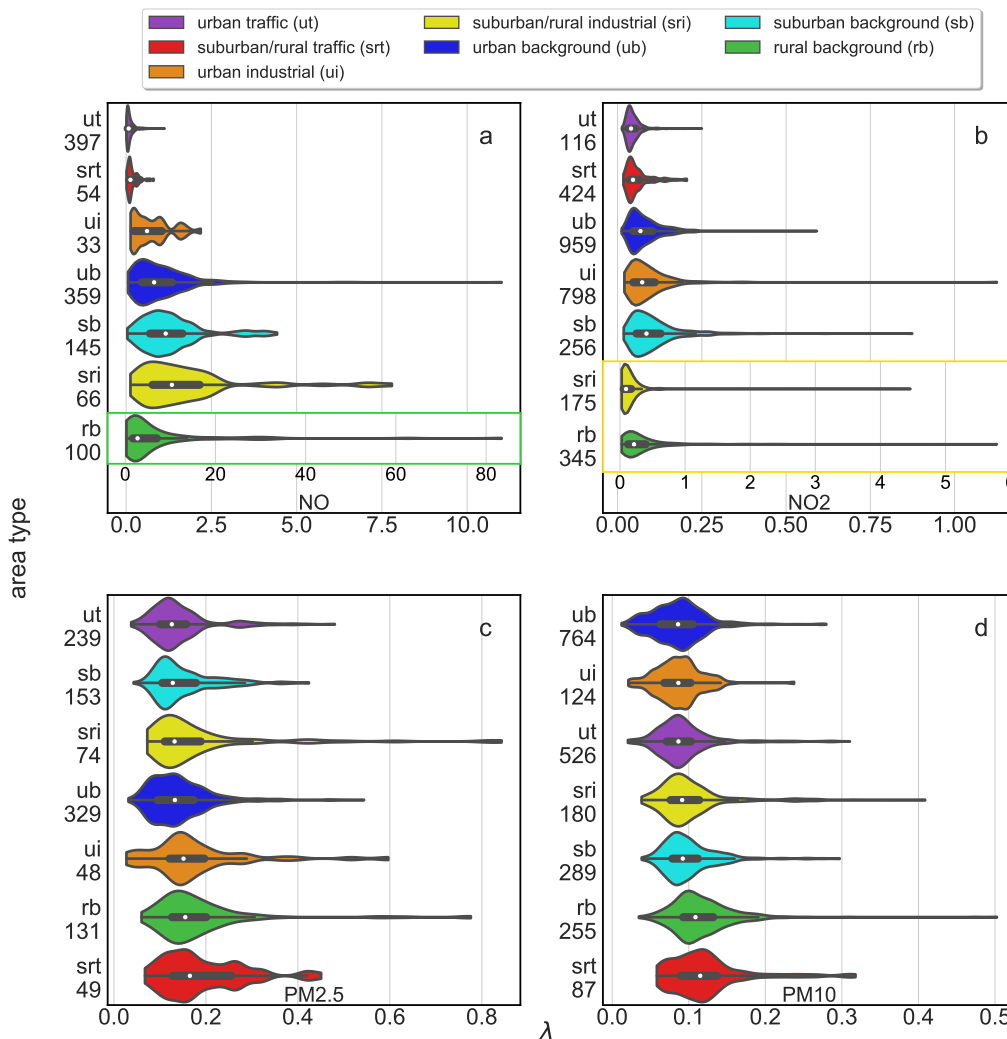 urban traffic (ut)
suburban/rural traffic (srt)
urban industrial (ui)
suburban/rural industrial (sri)
urban background (ub)
suburban background (sb)
rural background (rb)
area type
a
ut
397
srt
54
ui
33
ub
359
sb
145
sri
66
rb
100
0 20 40 60 80
NO
0.0 2.5 5.0 7.5 10.0
b
ut
116
srt
424
ub
959
ui
798
sb
256
sri
175
rb
345
0 1 2 3 4 5
NO2
0.00 0.25 0.50 0.75 1.00
c
ut
239
sb
153
sri
74
ub
329
ui
48
rb
131
srt
49
PM2.5
0.0 0.2 0.4 0.6 0.8
d
ub
764
ui
124
ut
526
sri
180
sb
289
rb
255
srt
87
PM10
0.0 0.1 0.2 0.3 0.4 0.5
λ